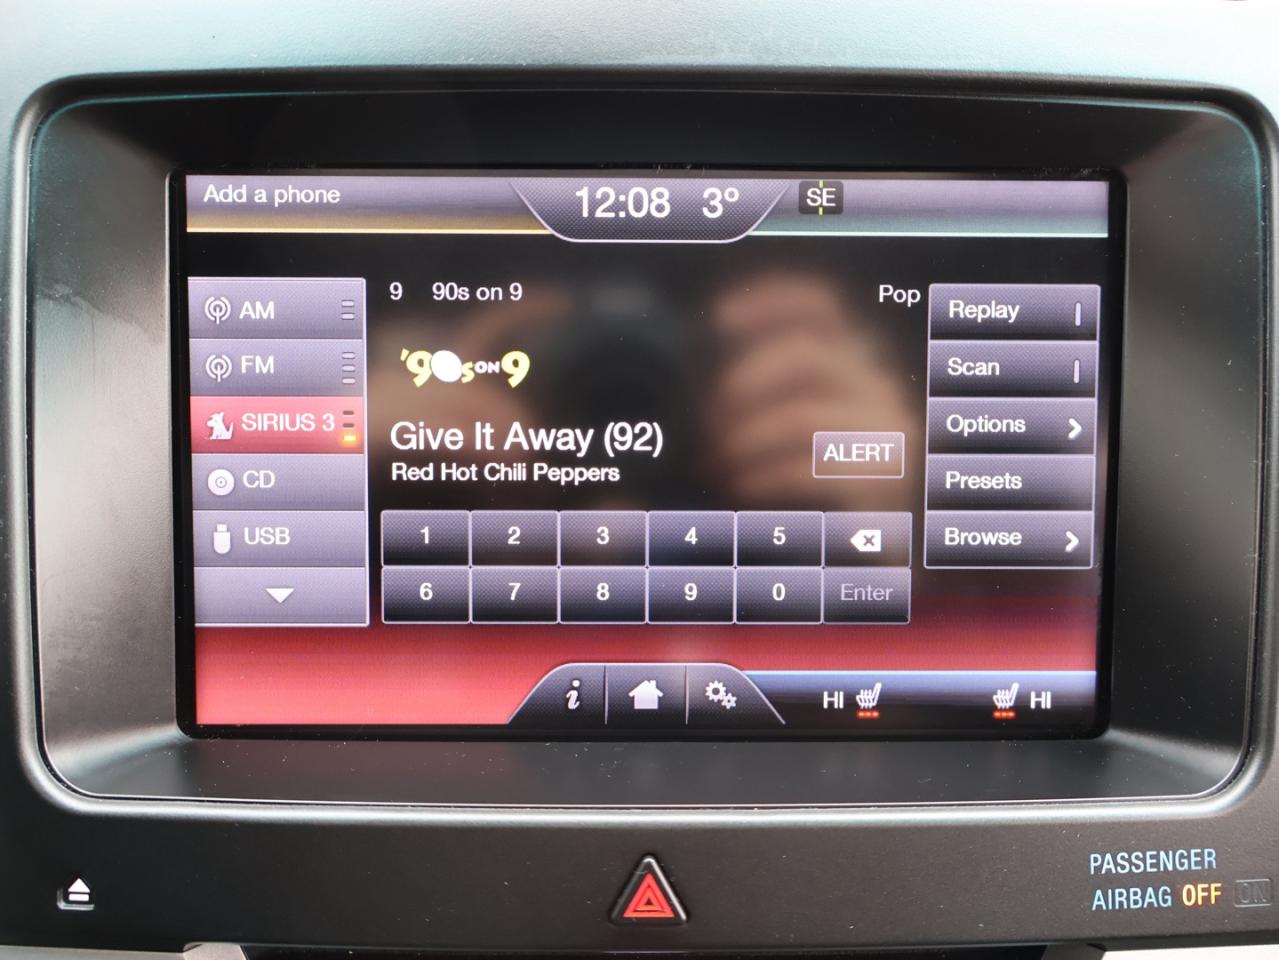 Add a phone
12:08 3°
SE
AM
FM
SIRIUS 3
CD
USB
9 90s on 9
Pop
'90s ON 9
Give It Away (92)
Red Hot Chili Peppers
ALERT
1 2 3 4 5
6 7 8 9 0 Enter
Replay
Scan
Options
Presets
Browse
i
HI
HI
PASSENGER
AIRBAG OFF ON